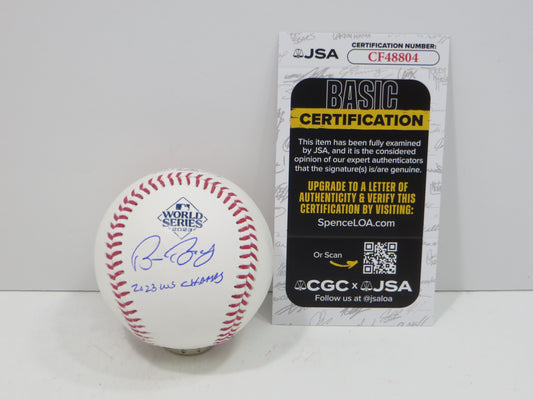 JSA
CERTIFICATION NUMBER:
CF48804
BASIC
CERTIFICATION
This item has been fully examined
by JSA, and it is the considered
opinion of our expert authenticators
that the signature(s) is/are genuine.
UPGRADE TO A LETTER OF
AUTHENTICITY & VERIFY THIS
CERTIFICATION BY VISITING:
SpenceLOA.com
Or Scan
CGC x JSA
Follow us at @jsaloa
WORLD
SERIES
2023
2023 WS CHAMPS